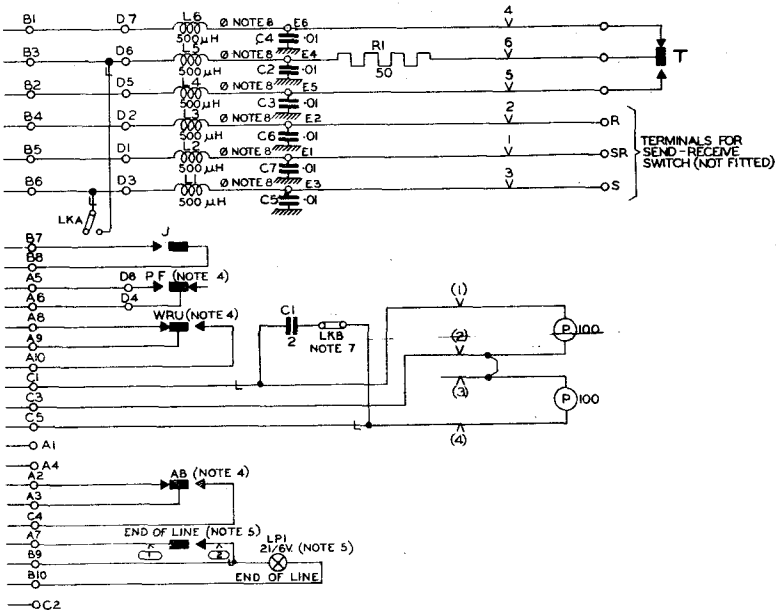 B1 D7 L6 500μH Ø NOTE 8 E6 C4 ·01 4
B3 D6 L5 500μH Ø NOTE 8 E4 C2 ·01 R1 50 6 T
B2 D5 L4 500μH Ø NOTE 8 E5 C3 ·01 5
B4 D2 L3 500μH Ø NOTE 8 E2 C6 ·01 2 R
B5 D1 L2 500μH Ø NOTE 8 E1 C7 ·01 1 SR
B6 D3 L1 500μH Ø NOTE 8 E3 C5 ·01 3 S
TERMINALS FOR
SEND-RECEIVE
SWITCH (NOT FITTED)
L L
LKA
B7 J
B8
A5 D8 P.F (NOTE 4)
A6 D4
A8 WRU (NOTE 4)
A9
A10
C1 L
C3
C5 L
C1
2
LKB
NOTE 7
(1)
P 100
(2)
(3)
P 100
(4)
A1
A4
A2 AB (NOTE 4)
A3
C4
A7 END OF LINE (NOTE 5)
1 2
B9 LP1
21/6V. (NOTE 5)
B10 END OF LINE
C2